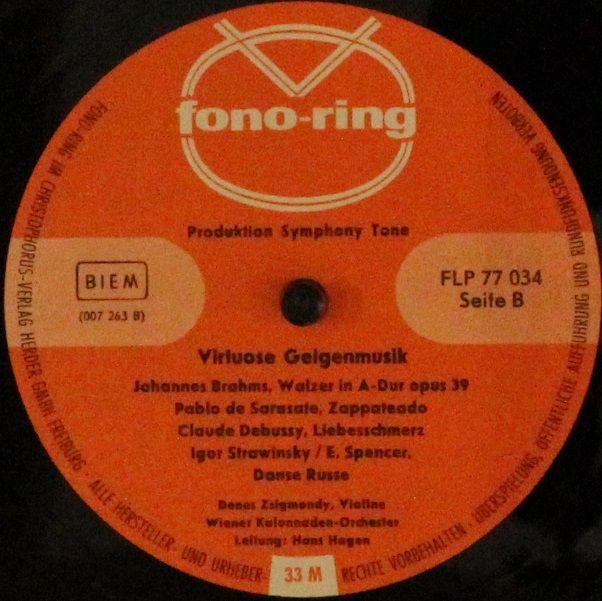 fono-ring
Produktion Symphony Tone
BIEM
(007 263 B)
FLP 77 034
Seite B
Virtuose Geigenmusik
Johannes Brahms, Walzer in A-Dur opus 39
Pablo de Sarasate, Zappateado
Claude Debussy, Liebesschmerz
Igor Strawinsky / E. Spencer,
Danse Russe
Denes Zsigmondy, Violine
Wiener Kolonnaden-Orchester
Leitung: Hans Hagen
33 M
FONO-RING IM CHRISTOPHORUS-VERLAG HERDER GMBH FREIBURG · ALLE HERSTELLER- UND URHEBER-RECHTE VORBEHALTEN · ÜBERSPIELUNG, ÖFFENTLICHE AUFFÜHRUNG UND RUNDFUNKSENDUNG VERBOTEN